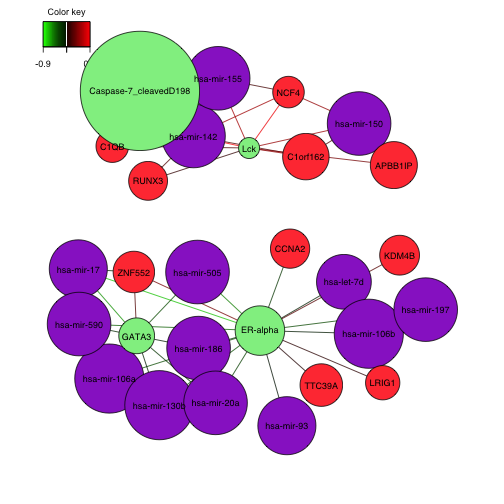 Color key
-0.9
hsa-mir-155
Caspase-7_cleavedD198
NCF4
hsa-mir-150
hsa-mir-142
C1QB
Lck
C1orf162
APBB1IP
RUNX3
CCNA2
KDM4B
hsa-mir-17
ZNF552
hsa-mir-505
hsa-let-7d
hsa-mir-197
hsa-mir-590
GATA3
ER-alpha
hsa-mir-106b
hsa-mir-186
hsa-mir-106a
TTC39A
LRIG1
hsa-mir-130b
hsa-mir-20a
hsa-mir-93